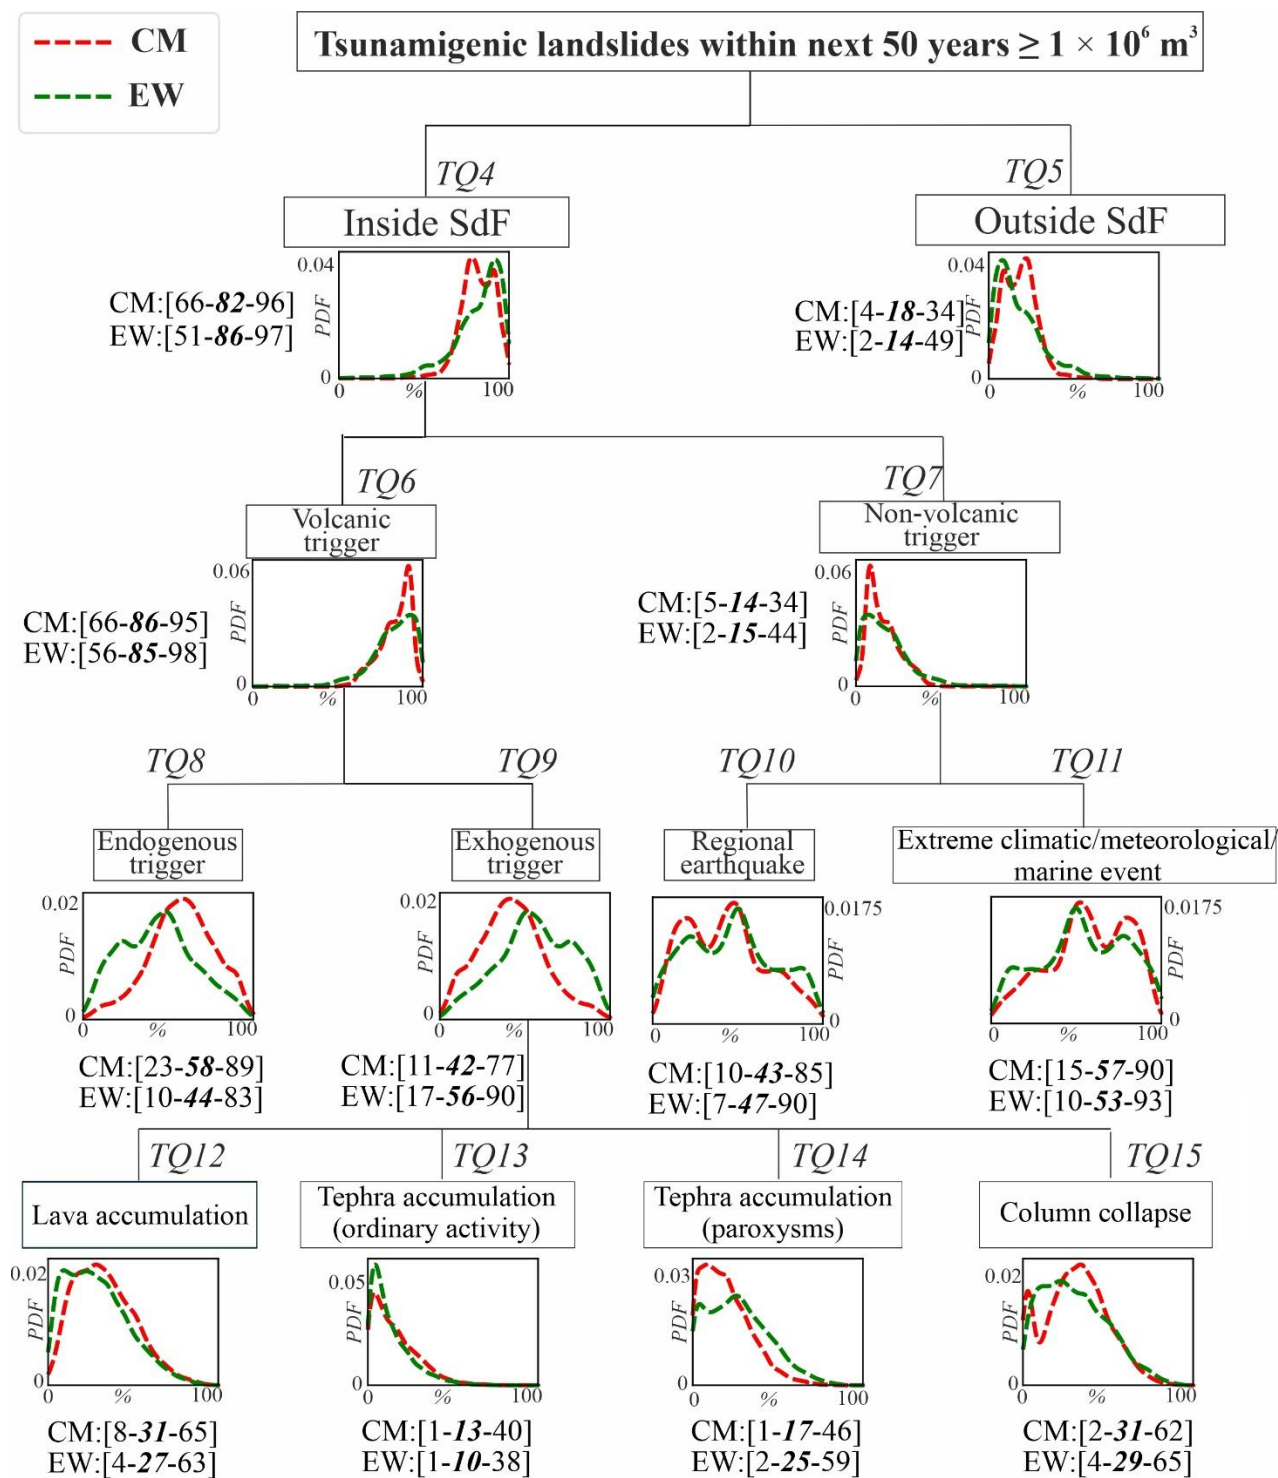 CM
EW
Tsunamigenic landslides within next 50 years ≥ 1 × 10⁶ m³
TQ4
TQ5
Inside SdF
Outside SdF
0.04
PDF
0
0
%
100
CM:[66-82-96]
EW:[51-86-97]
0.04
PDF
0
0
%
100
CM:[4-18-34]
EW:[2-14-49]
TQ6
TQ7
Volcanic
trigger
Non-volcanic
trigger
0.06
PDF
0
0
%
100
CM:[66-86-95]
EW:[56-85-98]
0.06
PDF
0
0
%
100
CM:[5-14-34]
EW:[2-15-44]
TQ8
TQ9
TQ10
TQ11
Endogenous
trigger
Exhogenous
trigger
Regional
earthquake
Extreme climatic/meteorological/
marine event
0.02
PDF
0
0
%
100
CM:[23-58-89]
EW:[10-44-83]
0.02
PDF
0
0
%
100
CM:[11-42-77]
EW:[17-56-90]
0.0175
PDF
0
0
%
100
CM:[10-43-85]
EW:[7-47-90]
0.0175
PDF
0
0
%
100
CM:[15-57-90]
EW:[10-53-93]
TQ12
TQ13
TQ14
TQ15
Lava accumulation
Tephra accumulation
(ordinary activity)
Tephra accumulation
(paroxysms)
Column collapse
0.02
PDF
0
0
%
100
CM:[8-31-65]
EW:[4-27-63]
0.05
PDF
0
0
%
100
CM:[1-13-40]
EW:[1-10-38]
0.03
PDF
0
0
%
100
CM:[1-17-46]
EW:[2-25-59]
0.02
PDF
0
0
%
100
CM:[2-31-62]
EW:[4-29-65]